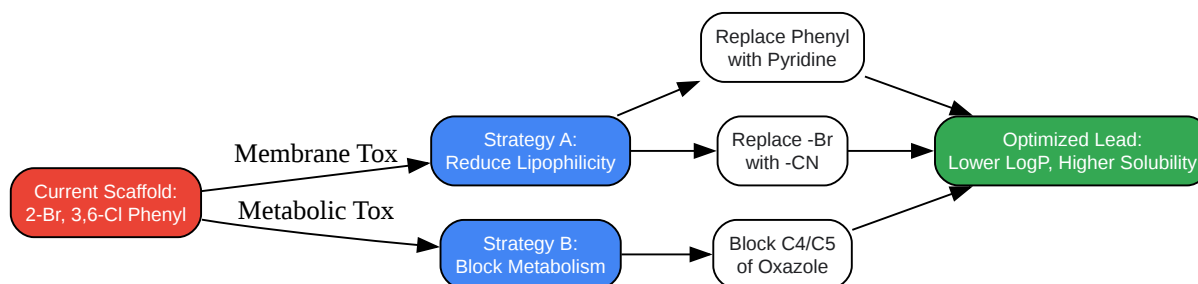 Current Scaffold:
2-Br, 3,6-Cl Phenyl
Membrane Tox
Metabolic Tox
Strategy A:
Reduce Lipophilicity
Strategy B:
Block Metabolism
Replace Phenyl
with Pyridine
Replace -Br
with -CN
Block C4/C5
of Oxazole
Optimized Lead:
Lower LogP, Higher Solubility